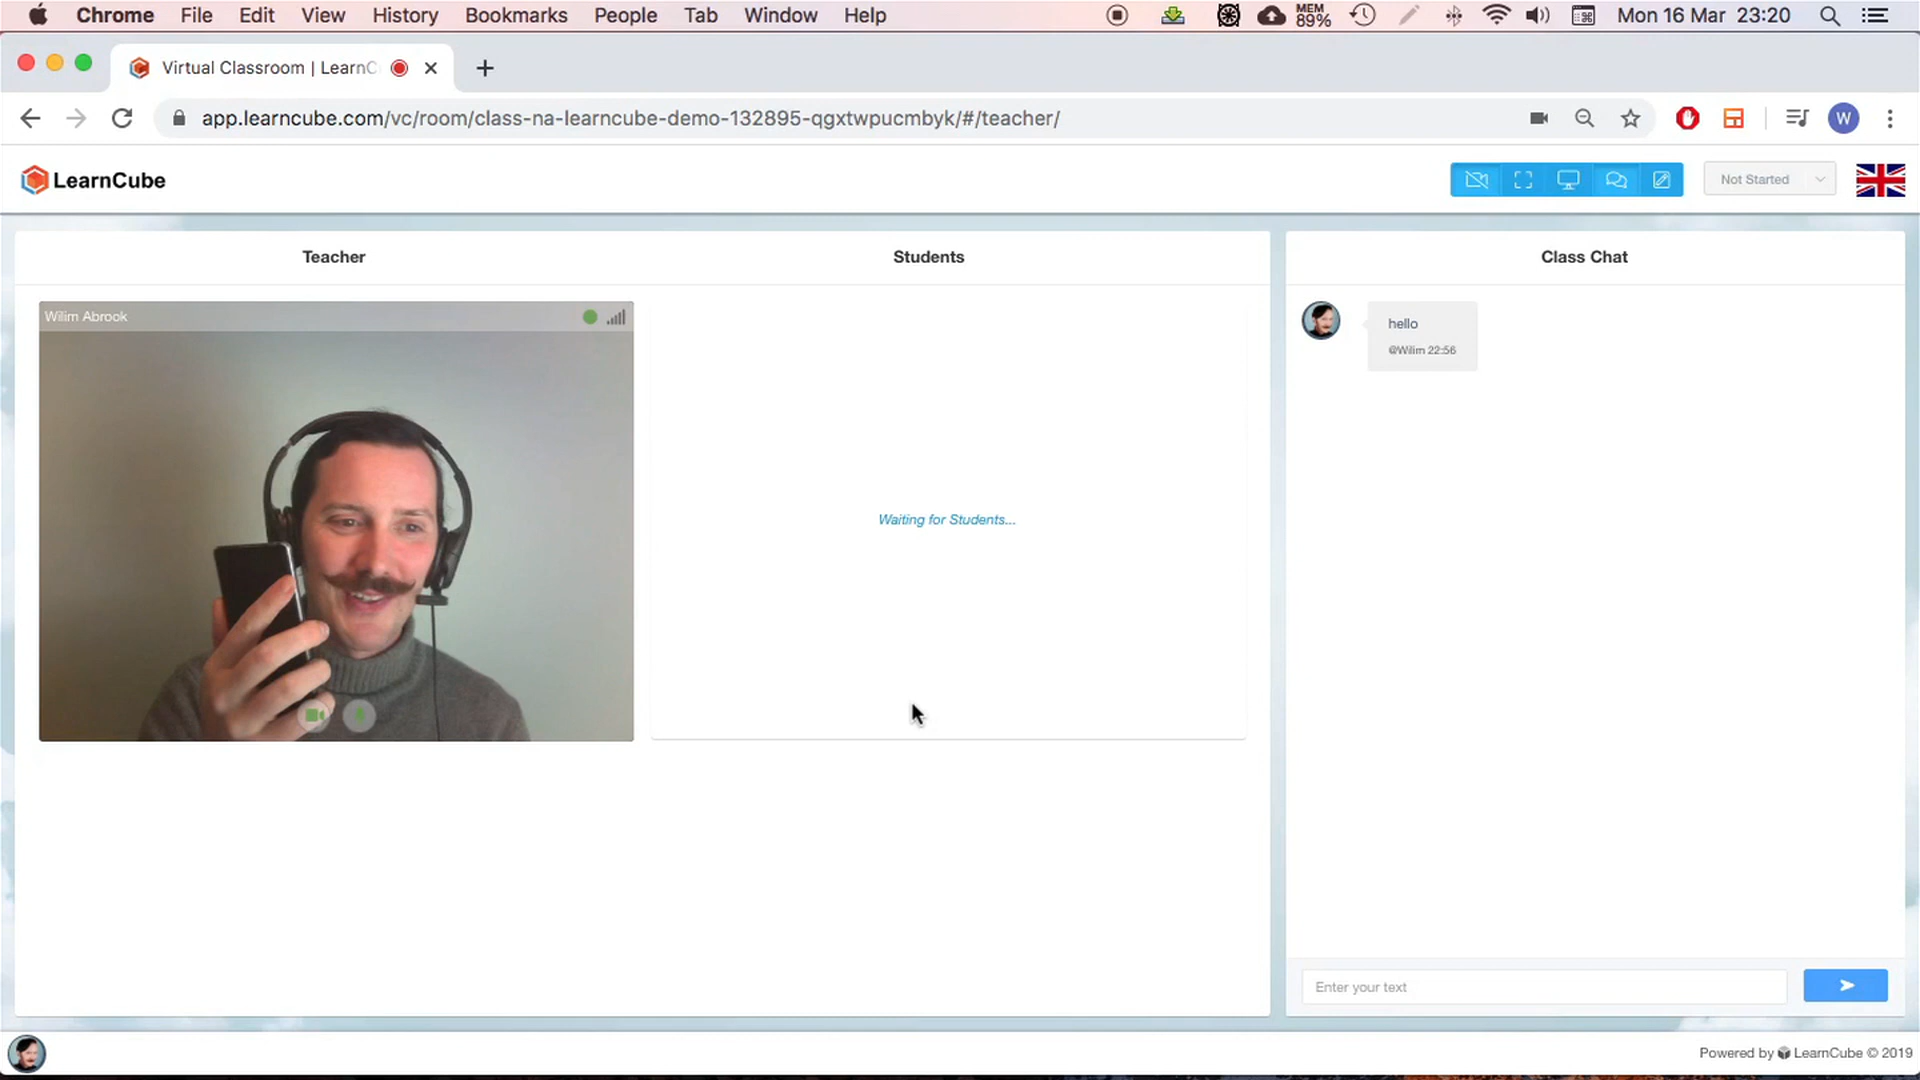 Chrome File Edit View History Bookmarks People Tab Window Help MEM 89% Mon 16 Mar 23:20
Virtual Classroom | LearnC
app.learncube.com/vc/room/class-na-learncube-demo-132895-qgxtwpucmbyk/#/teacher/ W
LearnCube Not Started
Teacher Students Class Chat
Wilim Abrook
hello
@Wilim 22:56
Waiting for Students...
Enter your text
Powered by LearnCube © 2019